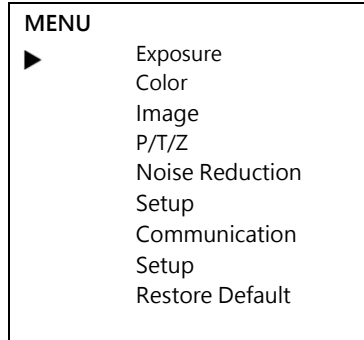 MENU
Exposure
Color
Image
P/T/Z
Noise Reduction
Setup
Communication
Setup
Restore Default